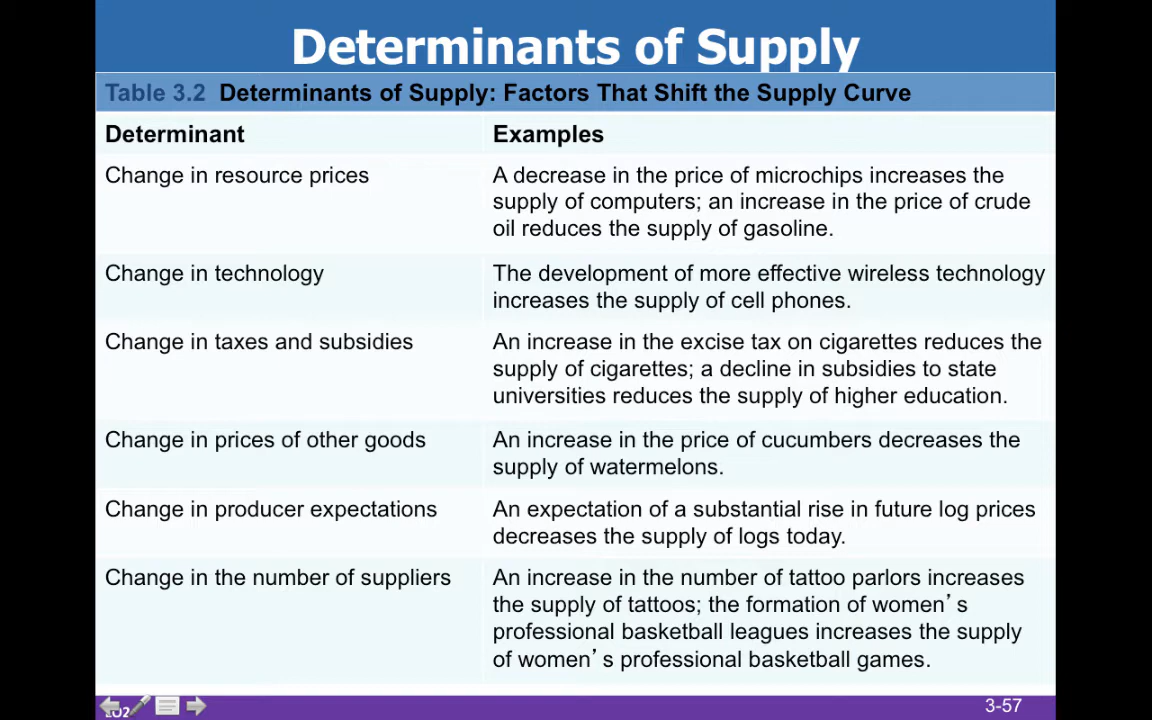 Determinants of Supply
Table 3.2 Determinants of Supply: Factors That Shift the Supply Curve
Determinant Examples
Change in resource prices
A decrease in the price of microchips increases the
supply of computers; an increase in the price of crude
oil reduces the supply of gasoline.
Change in technology
The development of more effective wireless technology
increases the supply of cell phones.
Change in taxes and subsidies
An increase in the excise tax on cigarettes reduces the
supply of cigarettes; a decline in subsidies to state
universities reduces the supply of higher education.
Change in prices of other goods
An increase in the price of cucumbers decreases the
supply of watermelons.
Change in producer expectations
An expectation of a substantial rise in future log prices
decreases the supply of logs today.
Change in the number of suppliers
An increase in the number of tattoo parlors increases
the supply of tattoos; the formation of women’s
professional basketball leagues increases the supply
of women’s professional basketball games.
LO2
3-57